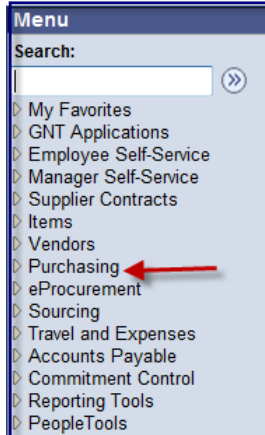 Menu
Search:
My Favorites
GNT Applications
Employee Self-Service
Manager Self-Service
Supplier Contracts
Items
Vendors
Purchasing
eProcurement
Sourcing
Travel and Expenses
Accounts Payable
Commitment Control
Reporting Tools
PeopleTools